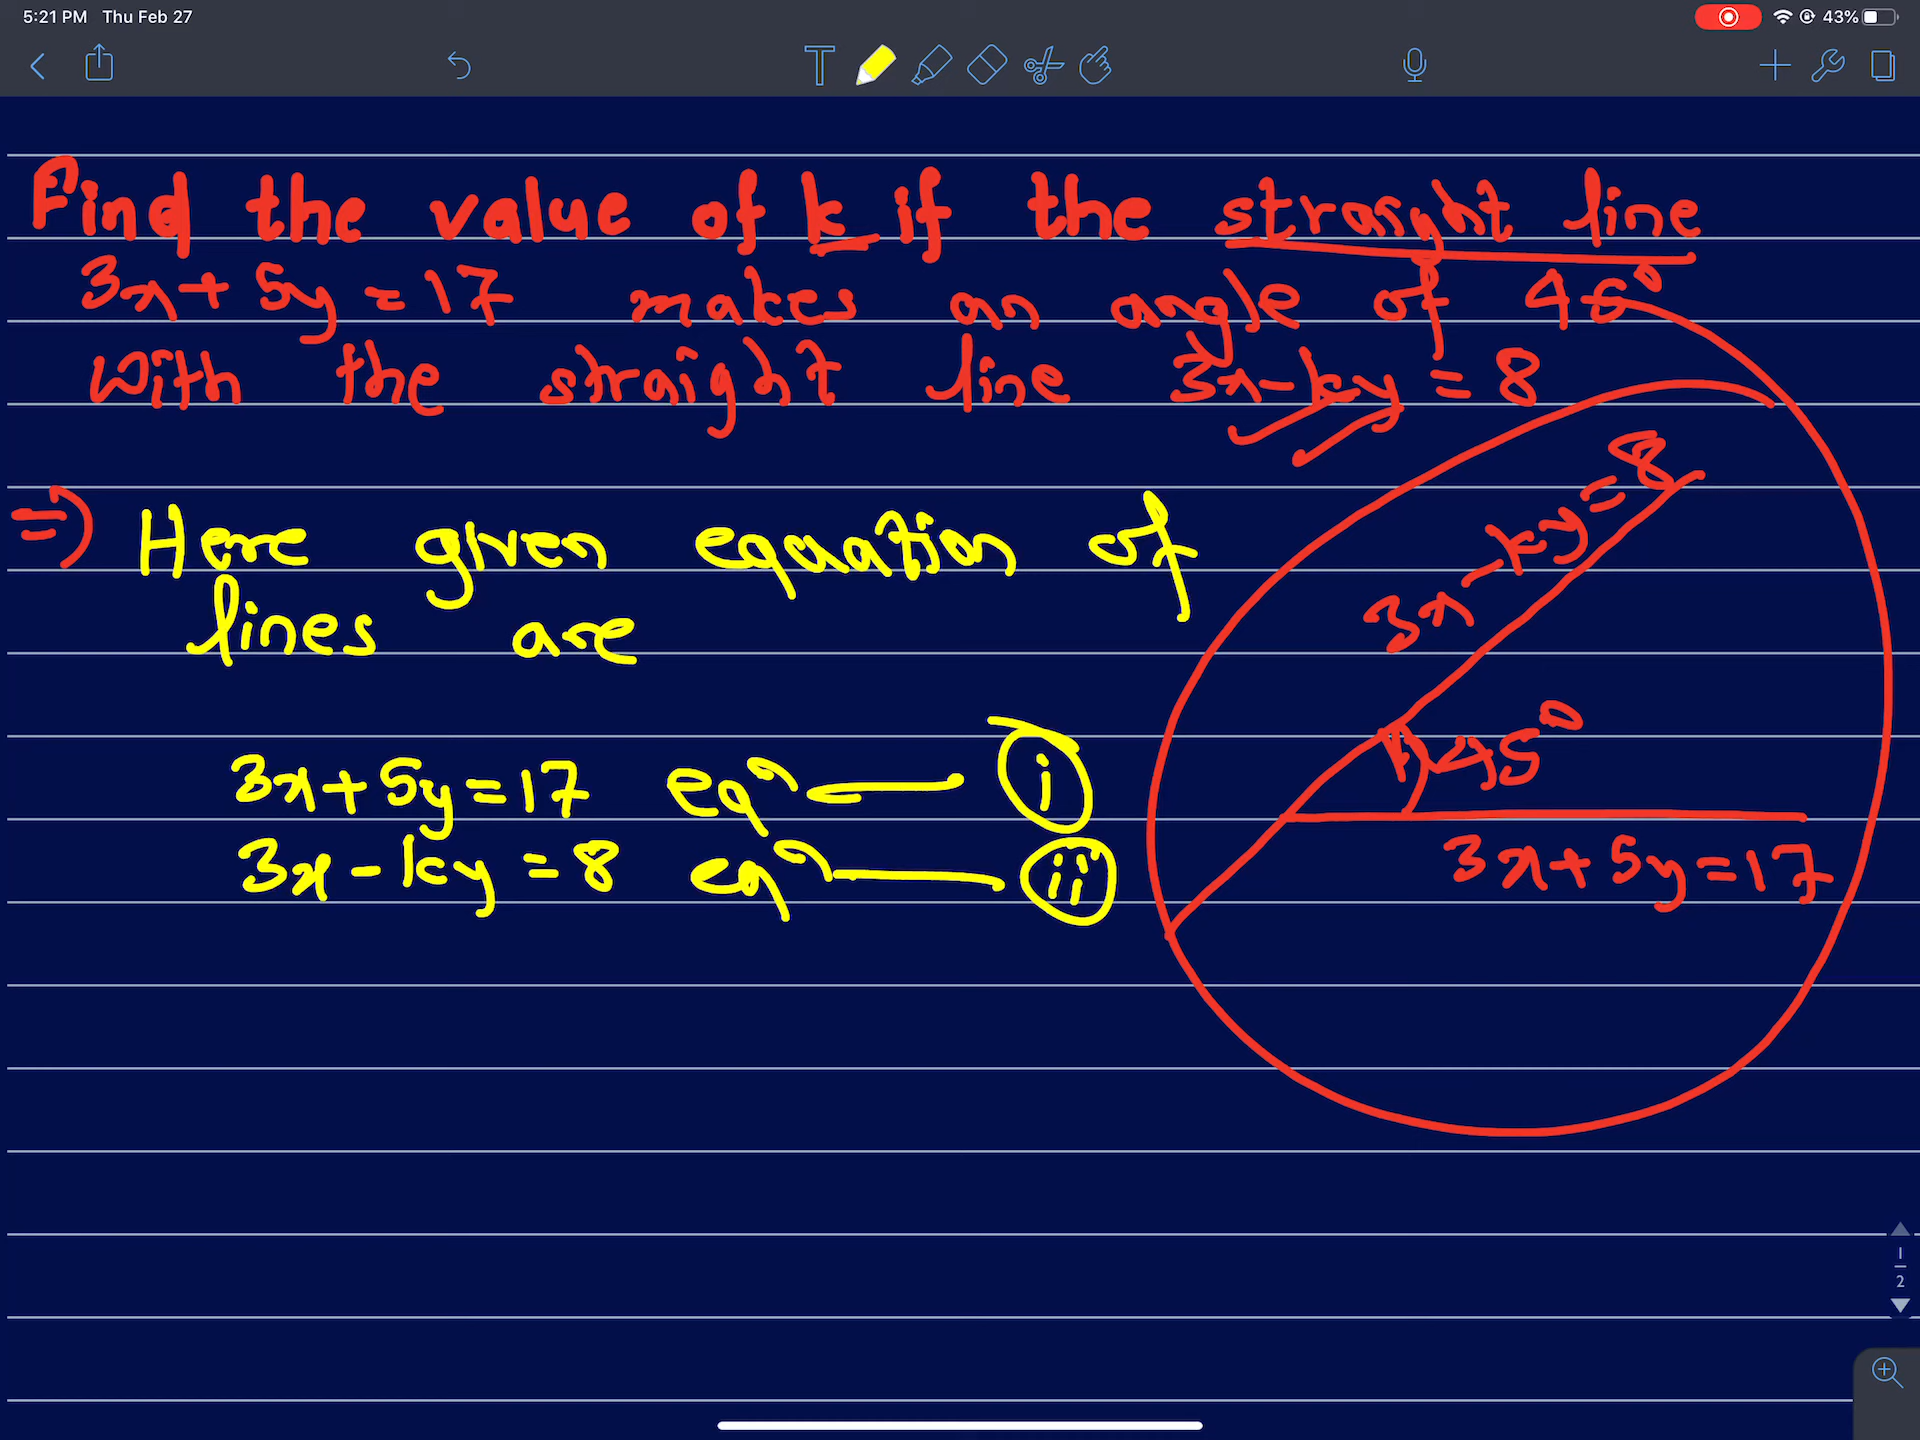 5:21 PM Thu Feb 27
43%
T
Find the value of k if the straight line
3x + 5y = 17 makes an angle of 45°
with the straight line 3x - ky = 8
=> Here given equation of
lines are
3x + 5y = 17 eqⁿ — i
3x - ky = 8 eqⁿ — ii
3x - ky = 8
45°
3x + 5y = 17
1
2